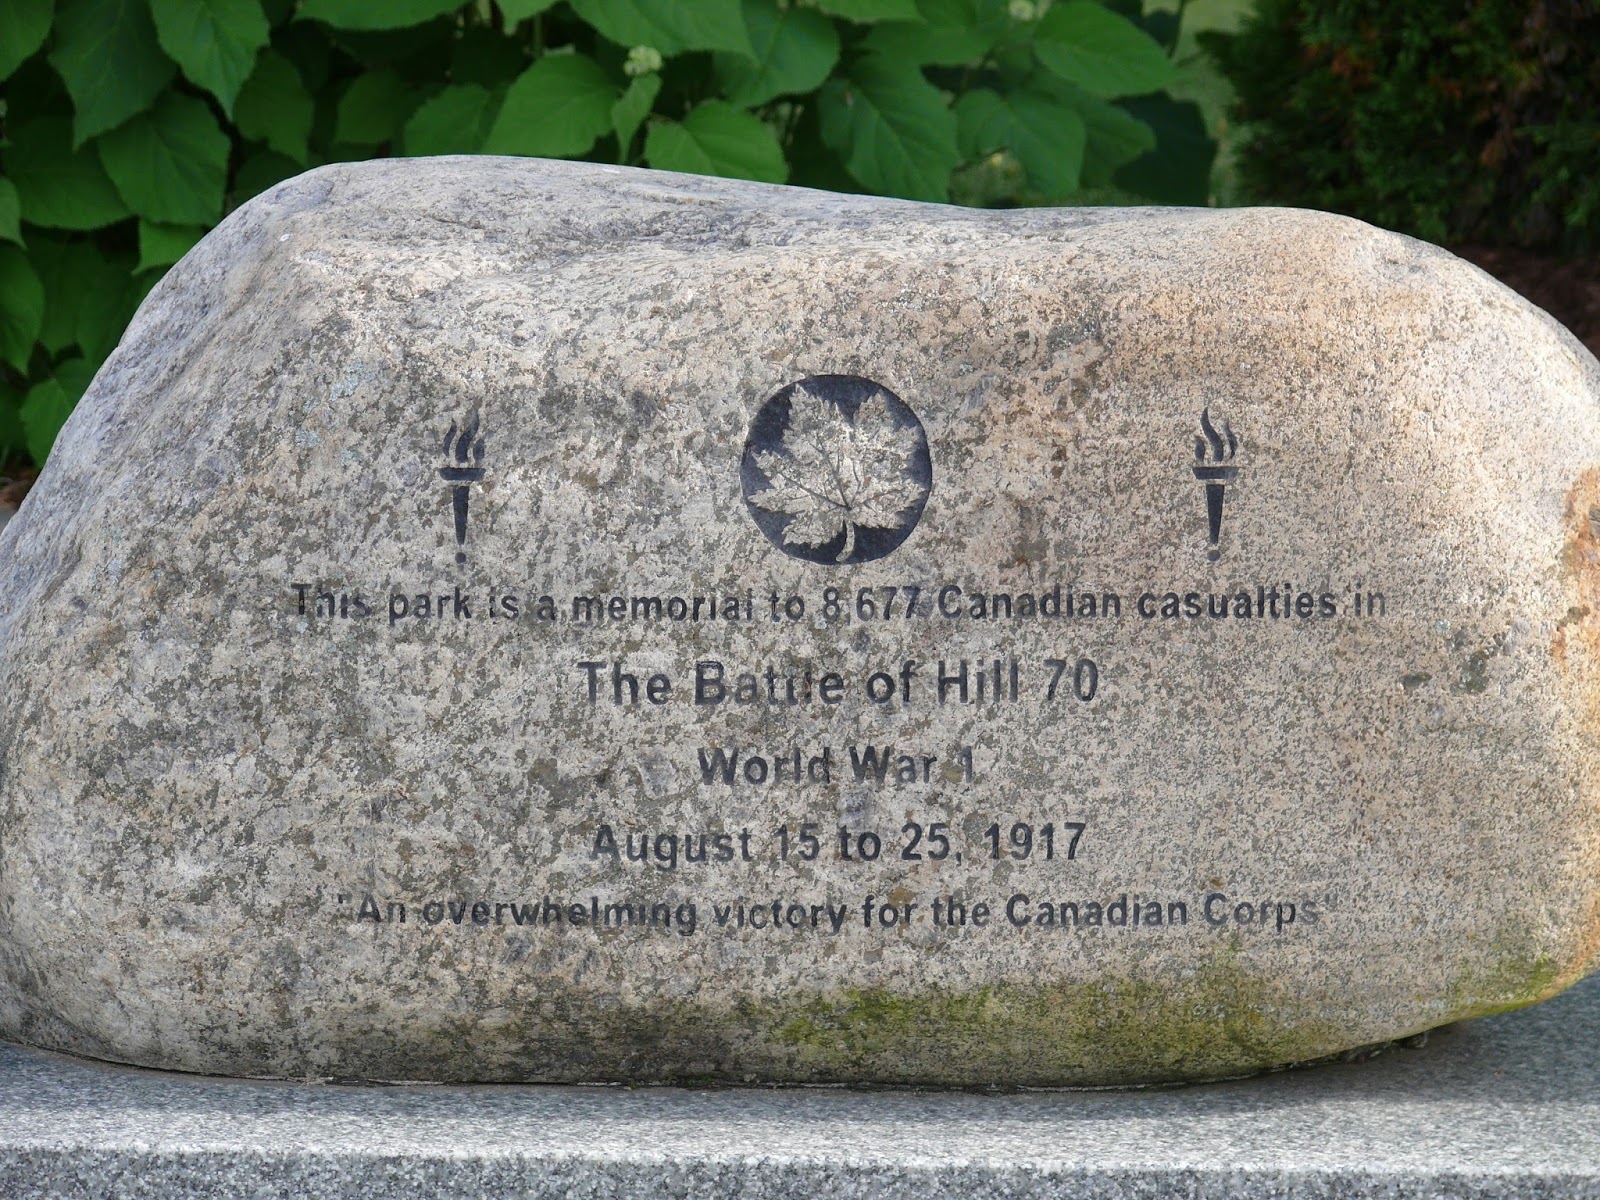 This park is a memorial to 8,677 Canadian casualties in
The Battle of Hill 70
World War 1
August 15 to 25, 1917
"An overwhelming victory for the Canadian Corps"